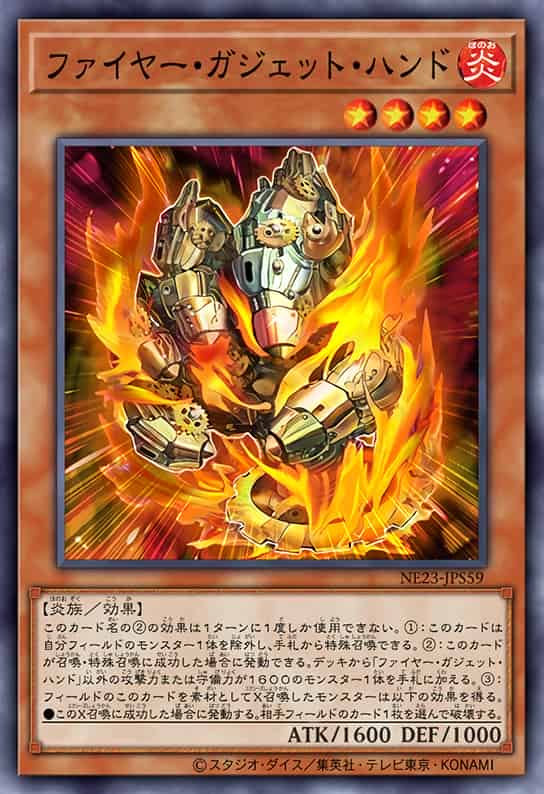 ファイヤー・ガジェット・ハンド
炎
NE23-JPS59
【炎族／効果】
このカード名の②の効果は１ターンに１度しか使用できない。①：このカードは
自分フィールドのモンスター1体を除外し、手札から特殊召喚できる。②：このカード
が召喚・特殊召喚に成功した場合に発動できる。デッキから「ファイヤー・ガジェット・
ハンド」以外の攻撃力または守備力が１６００のモンスター1体を手札に加える。③：
フィールドのこのカードを素材としてX召喚したモンスターは以下の効果を得る。
●このX召喚に成功した場合に発動する。相手フィールドのカード1枚を選んで破壊する。
ATK/1600 DEF/1000
©スタジオ・ダイス／集英社・テレビ東京・KONAMI